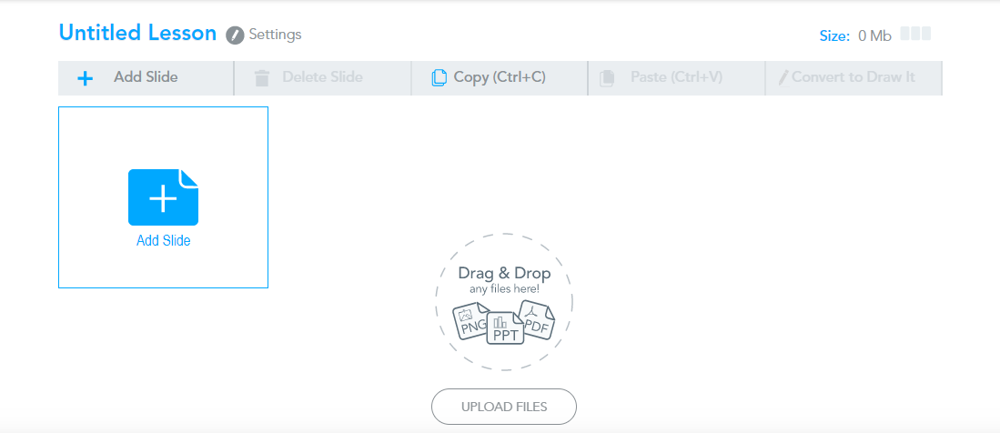 Untitled Lesson Settings
Size: 0 Mb
Add Slide Delete Slide Copy (Ctrl+C) Paste (Ctrl+V) Convert to Draw It
Add Slide
Drag & Drop
any files here!
PNG PPT PDF
UPLOAD FILES